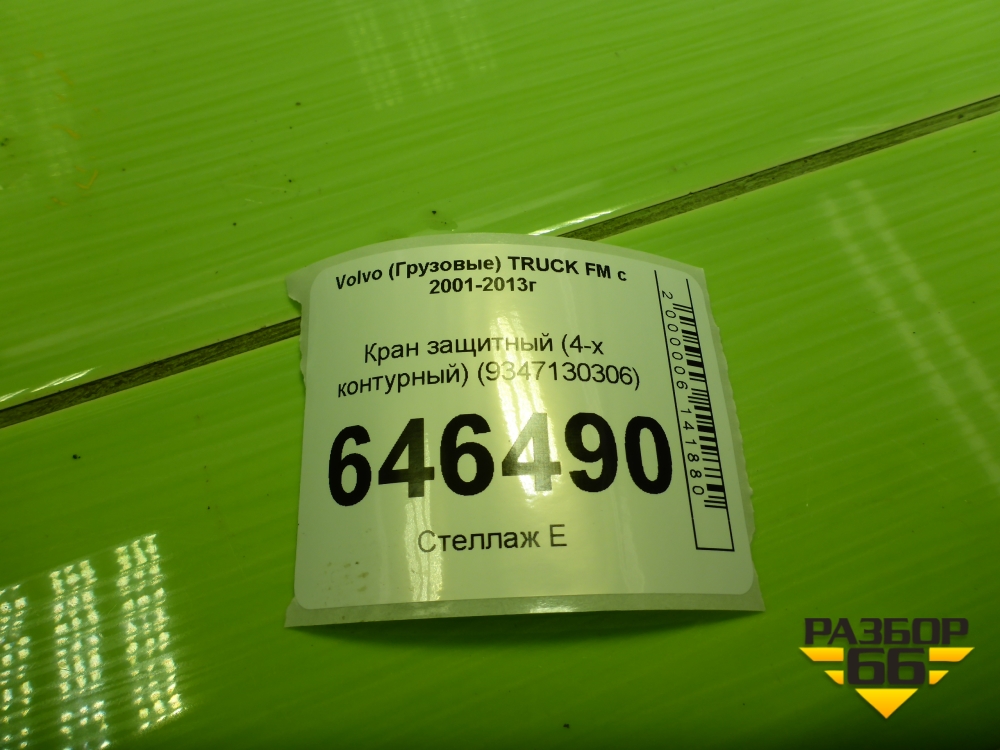 Volvo (Грузовые) TRUCK FM с
2001-2013г
Кран защитный (4-х
контурный) (9347130306)
646490
Стеллаж Е
2000006141880
РАЗБОР
66